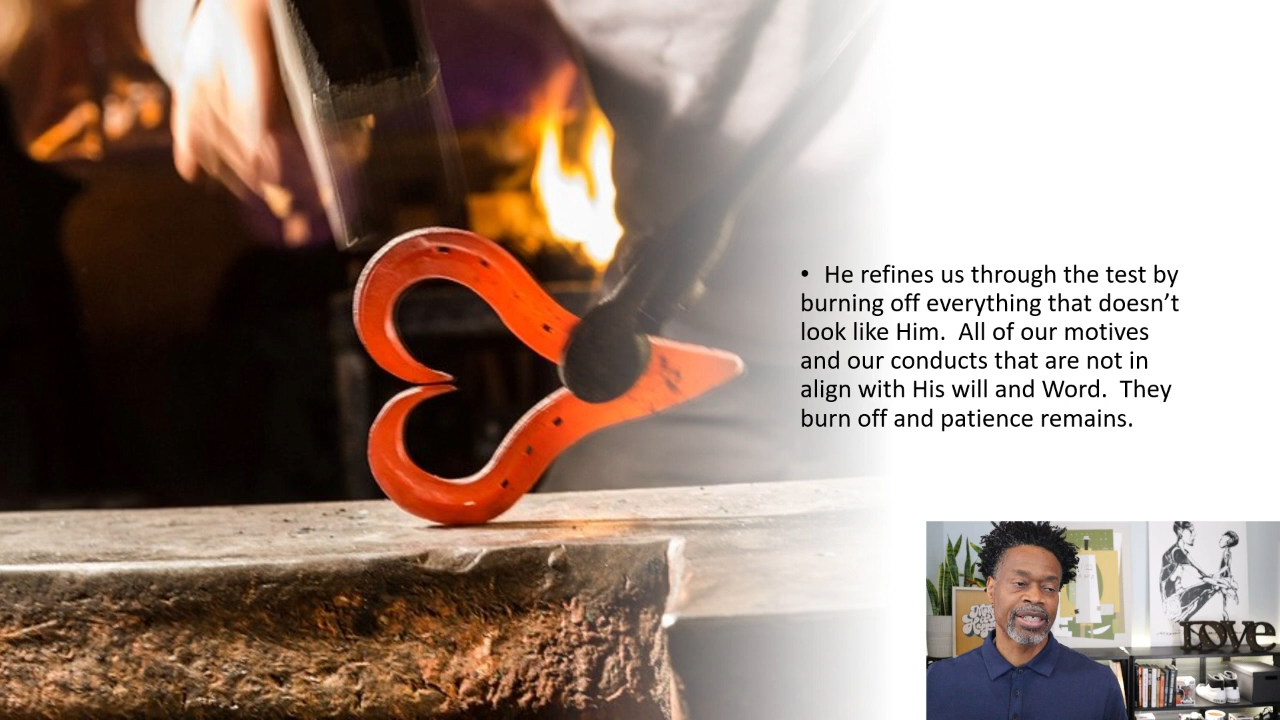 • He refines us through the test by
burning off everything that doesn’t
look like Him.  All of our motives
and our conducts that are not in
align with His will and Word.  They
burn off and patience remains.
love